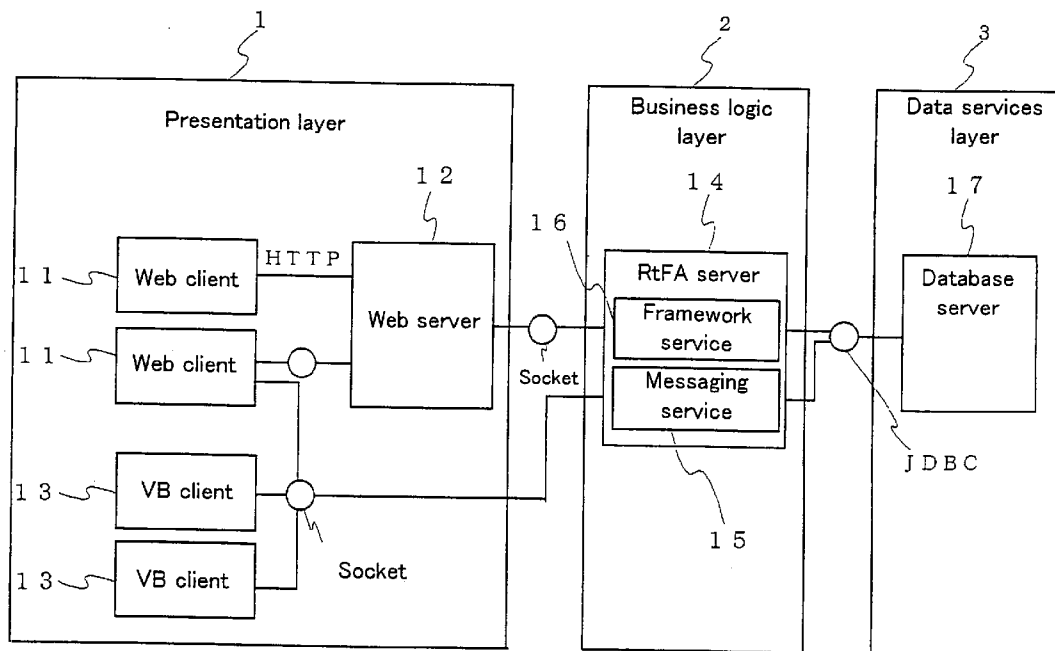 1
2
3
Presentation layer
Business logic
layer
Data services
layer
1 2
1 4
1 7
1 6
1 1
Web client
HTTP
Web server
RtFA server
Framework
service
Database
server
1 1
Web client
Socket
Messaging
service
JDBC
1 3
VB client
1 5
Socket
1 3
VB client